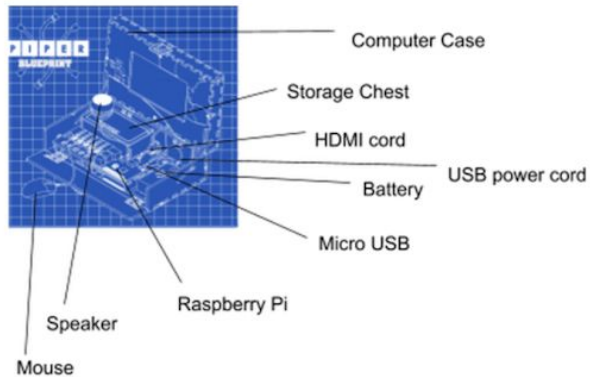 PIPER
BLUEPRINT
Computer Case
Storage Chest
HDMI cord
USB power cord
Battery
Micro USB
Raspberry Pi
Speaker
Mouse